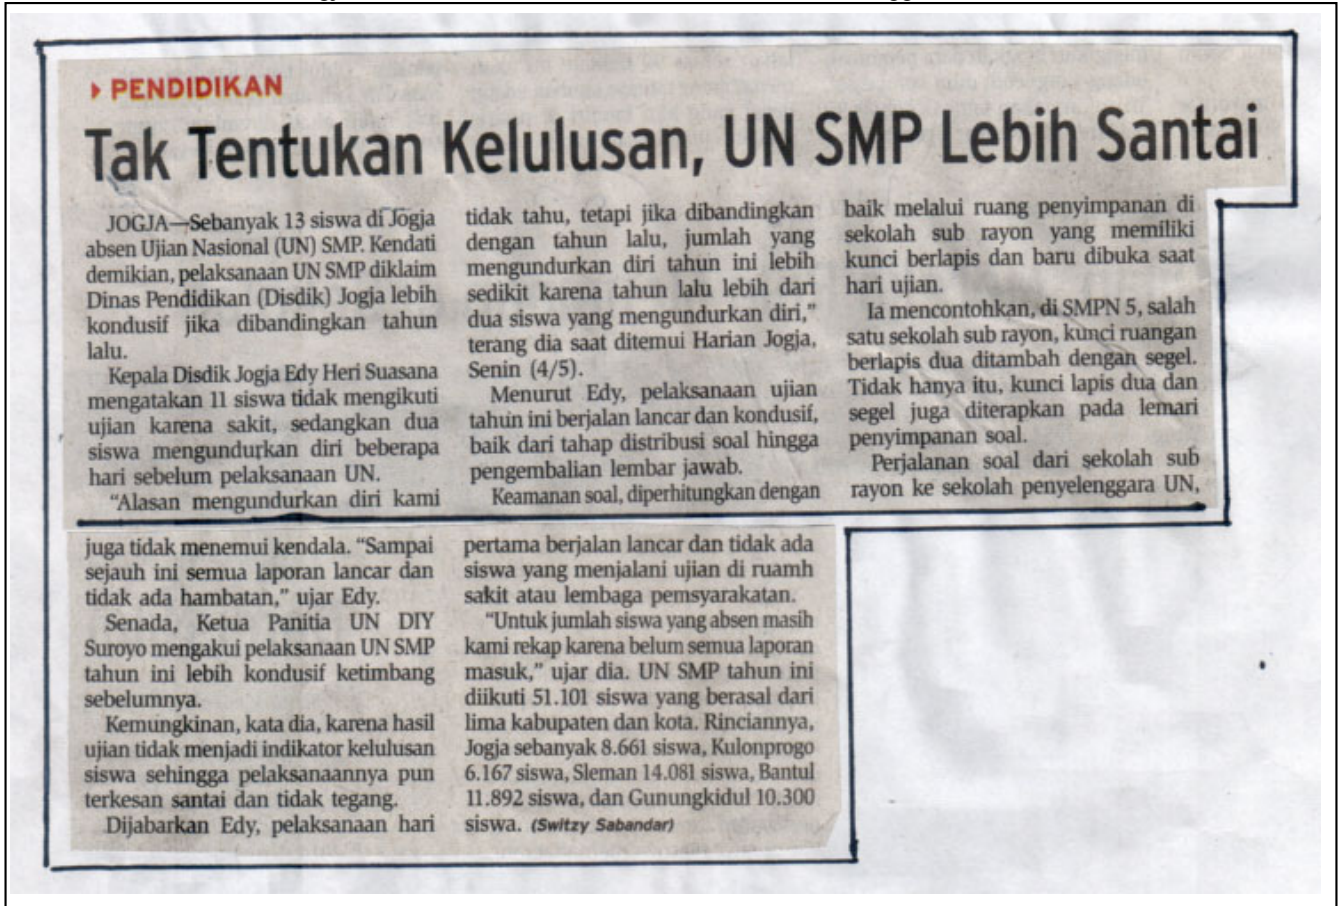 PENDIDIKAN
Tak Tentukan Kelulusan, UN SMP Lebih Santai
JOGJA—Sebanyak 13 siswa di Jogja
absen Ujian Nasional (UN) SMP. Kendati
demikian, pelaksanaan UN SMP diklaim
Dinas Pendidikan (Disdik) Jogja lebih
kondusif jika dibandingkan tahun
lalu.
Kepala Disdik Jogja Edy Heri Suasana
mengatakan 11 siswa tidak mengikuti
ujian karena sakit, sedangkan dua
siswa mengundurkan diri beberapa
hari sebelum pelaksanaan UN.
“Alasan mengundurkan diri kami
tidak tahu, tetapi jika dibandingkan
dengan tahun lalu, jumlah yang
mengundurkan diri tahun ini lebih
sedikit karena tahun lalu lebih dari
dua siswa yang mengundurkan diri,”
terang dia saat ditemui Harian Jogja,
Senin (4/5).
Menurut Edy, pelaksanaan ujian
tahun ini berjalan lancar dan kondusif,
baik dari tahap distribusi soal hingga
pengembalian lembar jawab.
Keamanan soal, diperhitungkan dengan
baik melalui ruang penyimpanan di
sekolah sub rayon yang memiliki
kunci berlapis dan baru dibuka saat
hari ujian.
Ia mencontohkan, di SMPN 5, salah
satu sekolah sub rayon, kunci ruangan
berlapis dua ditambah dengan segel.
Tidak hanya itu, kunci lapis dua dan
segel juga diterapkan pada lemari
penyimpanan soal.
Perjalanan soal dari sekolah sub
rayon ke sekolah penyelenggara UN,
juga tidak menemui kendala. “Sampai
sejauh ini semua laporan lancar dan
tidak ada hambatan,” ujar Edy.
Senada, Ketua Panitia UN DIY
Suroyo mengakui pelaksanaan UN SMP
tahun ini lebih kondusif ketimbang
sebelumnya.
Kemungkinan, kata dia, karena hasil
ujian tidak menjadi indikator kelulusan
siswa sehingga pelaksanaannya pun
terkesan santai dan tidak tegang.
Dijabarkan Edy, pelaksanaan hari
pertama berjalan lancar dan tidak ada
siswa yang menjalani ujian di ruamh
sakit atau lembaga pemsyarakatan.
“Untuk jumlah siswa yang absen masih
kami rekap karena belum semua laporan
masuk,” ujar dia. UN SMP tahun ini
diikuti 51.101 siswa yang berasal dari
lima kabupaten dan kota. Rinciannya,
Jogja sebanyak 8.661 siswa, Kulonprogo
6.167 siswa, Sleman 14.081 siswa, Bantul
11.892 siswa, dan Gunungkidul 10.300
siswa. (Switzy Sabandar)